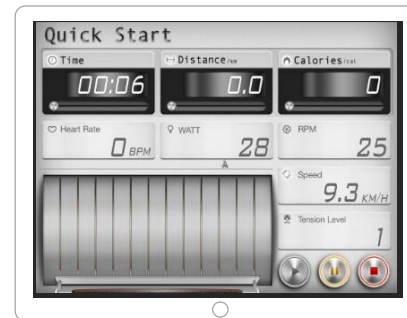 Quick Start
Time Distance/km Calories/cal
00:06 0.0 0
Heart Rate WATT RPM
0 BPM 28 25
Speed
9.3 KM/H
Tension Level
1